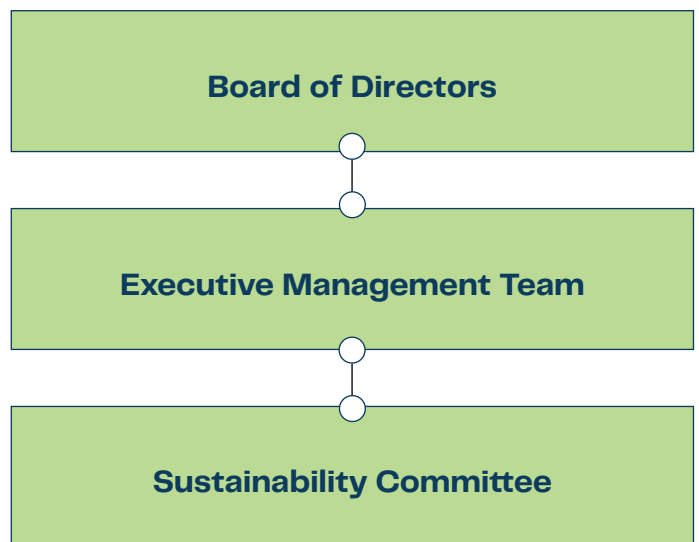 Board of Directors
Executive Management Team
Sustainability Committee